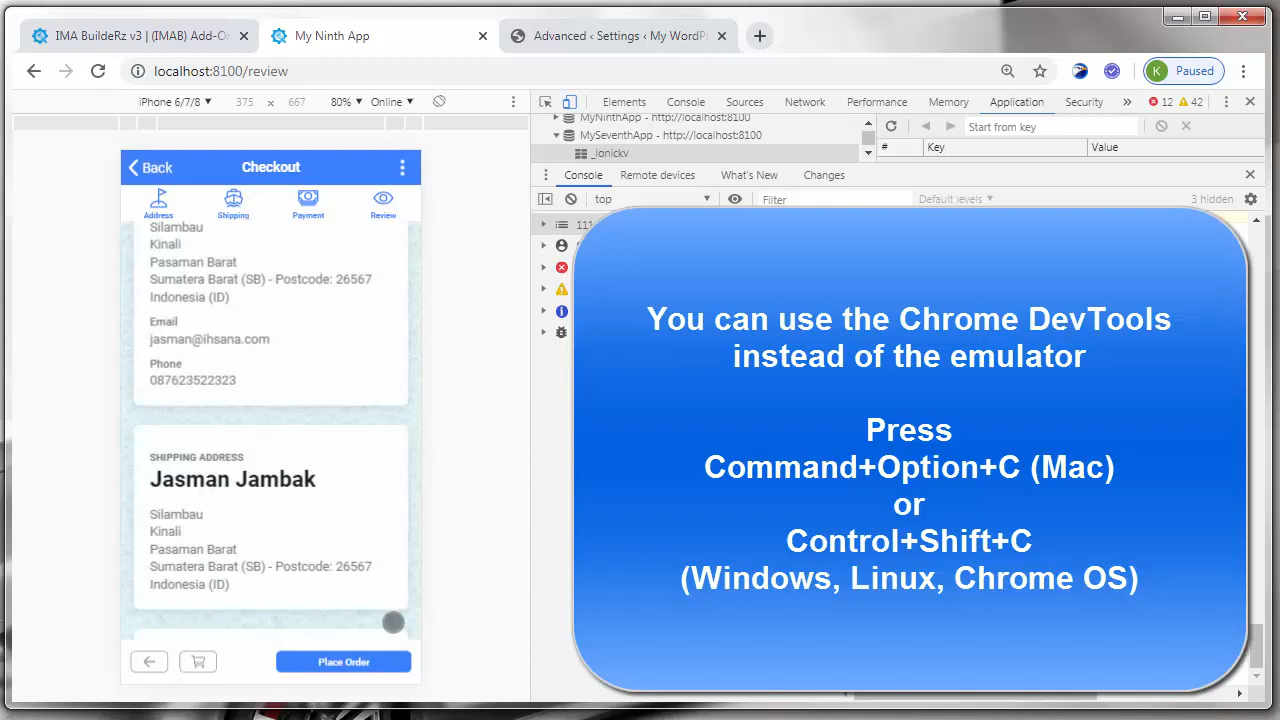 IMA BuildeRz v3 | (IMAB) Add-On
My Ninth App
Advanced ‹ Settings ‹ My WordP
localhost:8100/review
K Paused
iPhone 6/7/8 ▼ 375 x 667 80% ▼ Online ▼
Elements Console Sources Network Performance Memory Application Security » 12 42
MyNinthApp - http://localhost:8100
MySeventhApp - http://localhost:8100
_ionickv
Start from key
# Key Value
Console Remote devices What's New Changes
top Filter Default levels ▼ 3 hidden
111
Back Checkout
Address Shipping Payment Review
Silambau
Kinali
Pasaman Barat
Sumatera Barat (SB) - Postcode: 26567
Indonesia (ID)
Email
jasman@ihsana.com
Phone
087623522323
SHIPPING ADDRESS
Jasman Jambak
Silambau
Kinali
Pasaman Barat
Sumatera Barat (SB) - Postcode: 26567
Indonesia (ID)
Place Order
You can use the Chrome DevTools
instead of the emulator
Press
Command+Option+C (Mac)
or
Control+Shift+C
(Windows, Linux, Chrome OS)